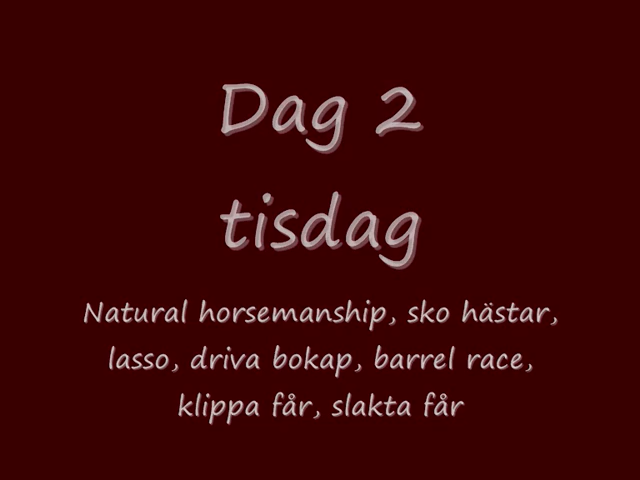 Dag 2
tisdag
Natural horsemanship, sko hästar,
lasso, driva bokap, barrel race,
klippa får, slakta får